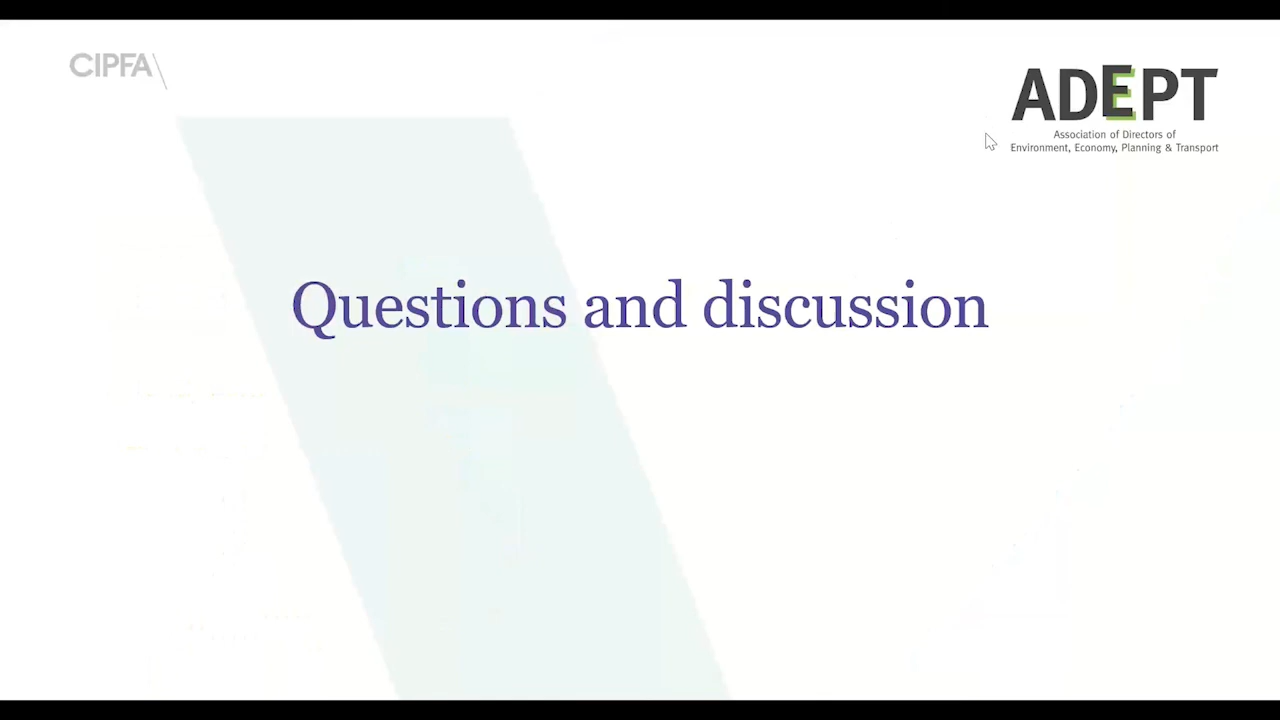 CIPFA\
ADEPT
Association of Directors of
Environment, Economy, Planning & Transport
Questions and discussion